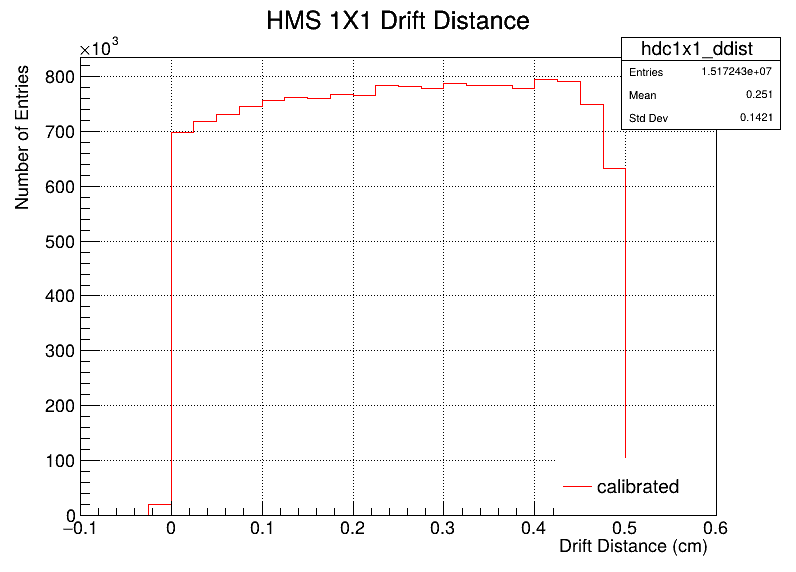 HMS 1X1 Drift Distance
×10³
hdc1x1_ddist
Entries 1.517243e+07
Mean 0.251
Std Dev 0.1421
Number of Entries
800
700
600
500
400
300
200
100
0
calibrated
−0.1 0 0.1 0.2 0.3 0.4 0.5 0.6
Drift Distance (cm)